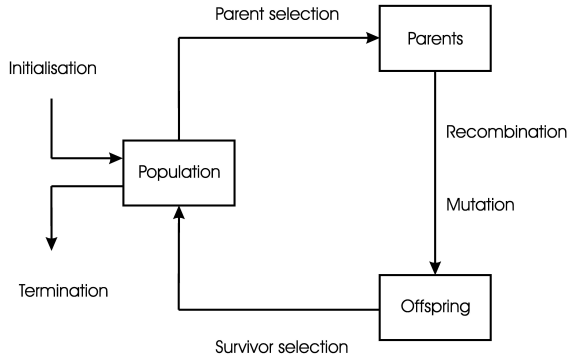 Parent selection
Parents
Initialisation
Recombination
Population
Mutation
Termination
Offspring
Survivor selection